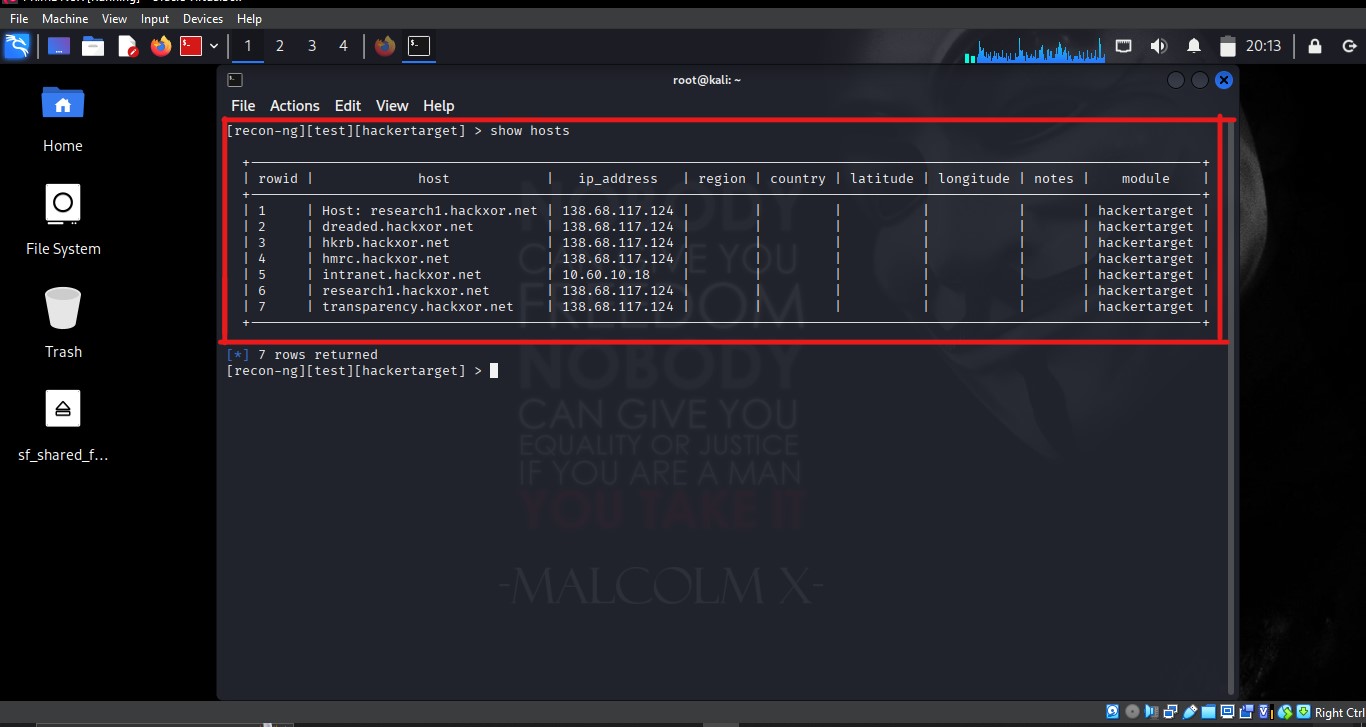 File Machine View Input Devices Help
1 2 3 4 20:13
root@kali: ~
File Actions Edit View Help
Home
File System
Trash
sf_shared_f...
[recon-ng][test][hackertarget] > show hosts
| rowid | host | ip_address | region | country | latitude | longitude | notes | module |
| 1 | Host: research1.hackxor.net | 138.68.117.124 | | | | | | hackertarget |
| 2 | dreaded.hackxor.net | 138.68.117.124 | | | | | | hackertarget |
| 3 | hkrb.hackxor.net | 138.68.117.124 | | | | | | hackertarget |
| 4 | hmrc.hackxor.net | 138.68.117.124 | | | | | | hackertarget |
| 5 | intranet.hackxor.net | 10.60.10.18 | | | | | | hackertarget |
| 6 | research1.hackxor.net | 138.68.117.124 | | | | | | hackertarget |
| 7 | transparency.hackxor.net | 138.68.117.124 | | | | | | hackertarget |
[*] 7 rows returned
[recon-ng][test][hackertarget] >
NOBODY
CAN GIVE YOU
FREEDOM
NOBODY
CAN GIVE YOU
EQUALITY OR JUSTICE
IF YOU ARE A MAN
YOU TAKE IT
-MALCOLM X-
Right Ctrl